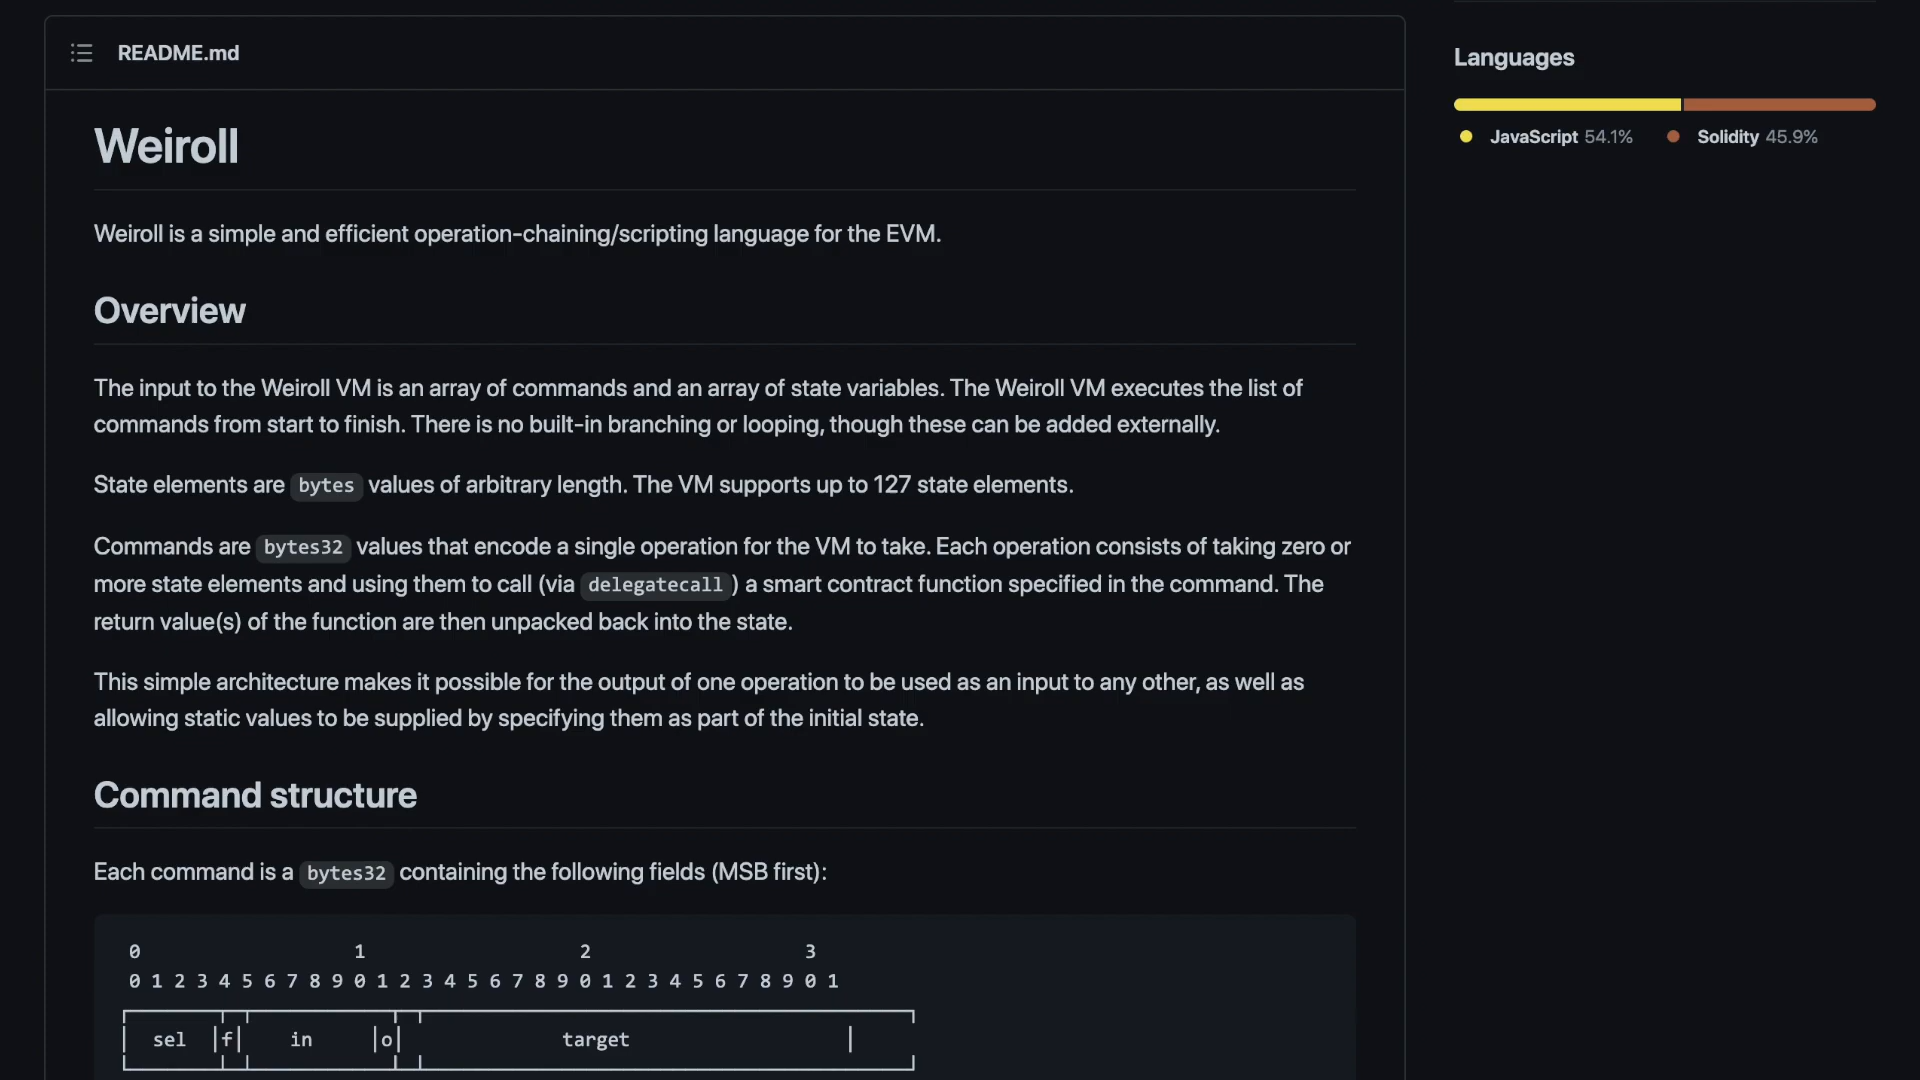 README.md
Weiroll
Weiroll is a simple and efficient operation-chaining/scripting language for the EVM.
Overview
The input to the Weiroll VM is an array of commands and an array of state variables. The Weiroll VM executes the list of
commands from start to finish. There is no built-in branching or looping, though these can be added externally.
State elements are bytes values of arbitrary length. The VM supports up to 127 state elements.
Commands are bytes32 values that encode a single operation for the VM to take. Each operation consists of taking zero or
more state elements and using them to call (via delegatecall) a smart contract function specified in the command. The
return value(s) of the function are then unpacked back into the state.
This simple architecture makes it possible for the output of one operation to be used as an input to any other, as well as
allowing static values to be supplied by specifying them as part of the initial state.
Command structure
Each command is a bytes32 containing the following fields (MSB first):
0 1 2 3
0 1 2 3 4 5 6 7 8 9 0 1 2 3 4 5 6 7 8 9 0 1 2 3 4 5 6 7 8 9 0 1
sel f in o target
Languages
JavaScript 54.1% Solidity 45.9%